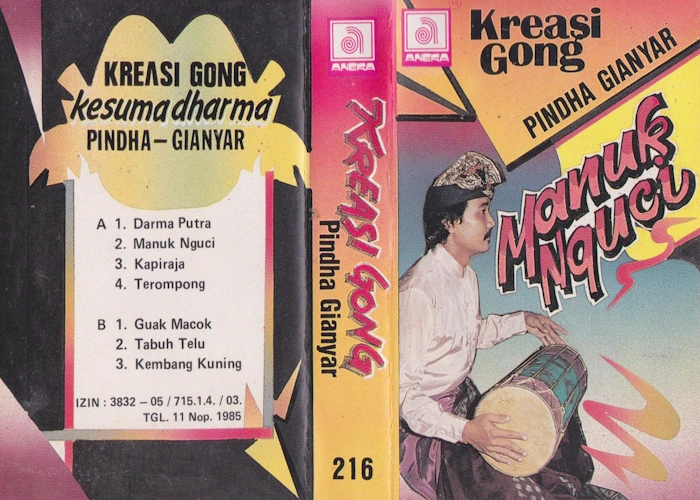 KREASI GONG
kesuma dharma
PINDHA – GIANYAR
A 1. Darma Putra
2. Manuk Nguci
3. Kapiraja
4. Terompong
B 1. Guak Macok
2. Tabuh Telu
3. Kembang Kuning
IZIN : 3832 – 05 / 715.1.4. / 03.
TGL. 11 Nop. 1985
ANEKA
KREASI GONG
Pindha Gianyar
216
ANEKA
Kreasi
Gong
PINDHA GIANYAR
Manuk
Nguci